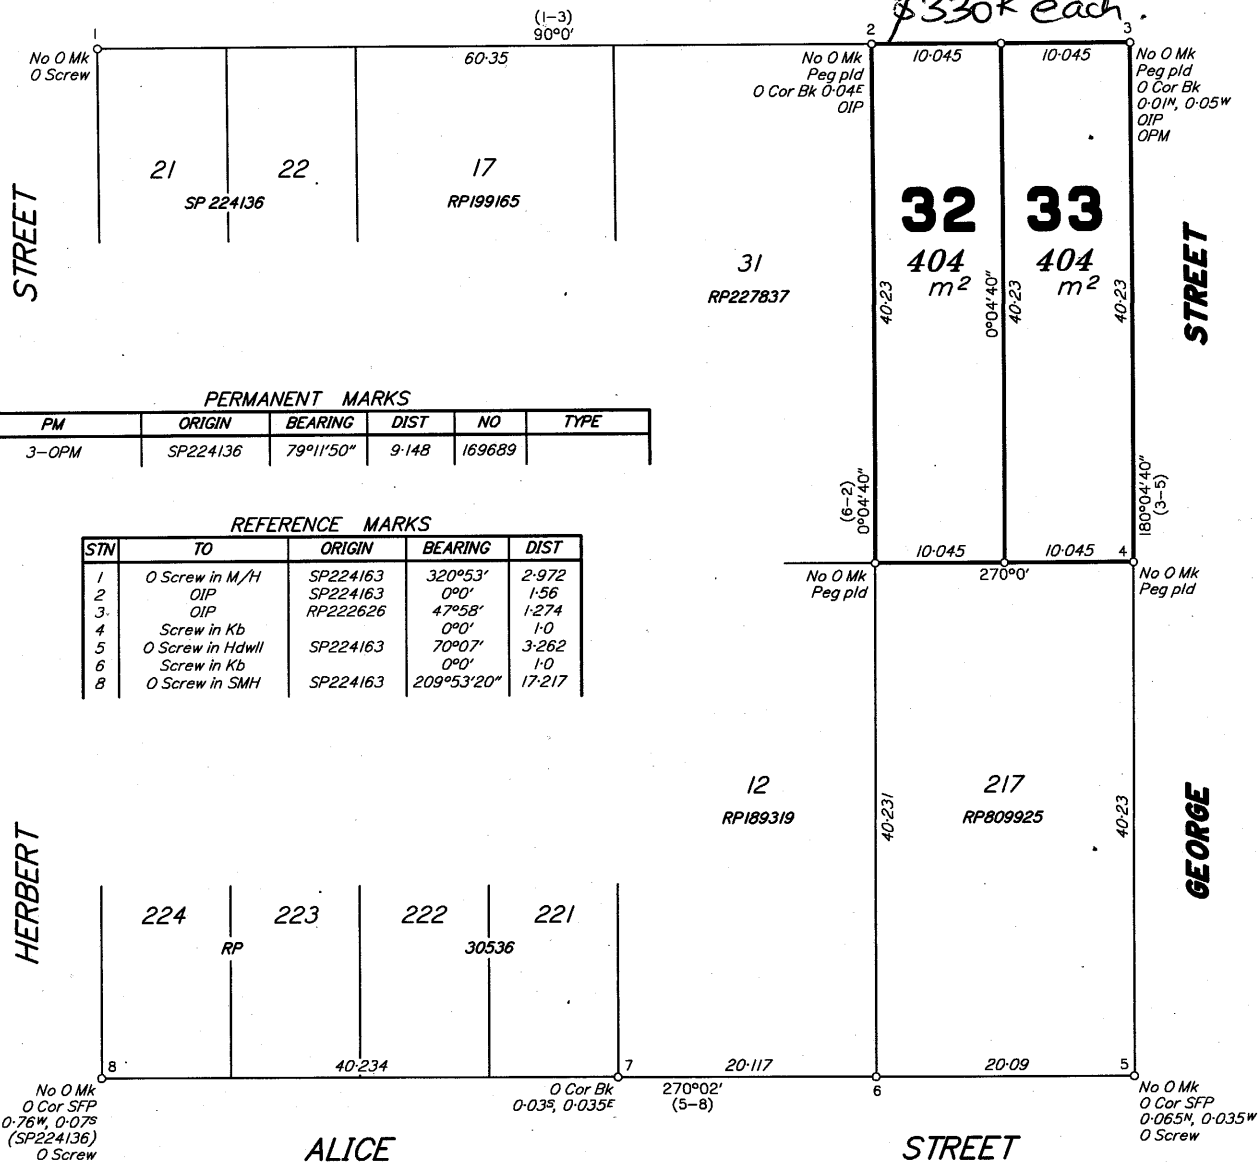 $330K each.
(1-3)
90°0'
1
2
3
No O Mk
O Screw
60·35
No O Mk
Peg pld
O Cor Bk 0·04E
OIP
10·045
10·045
No O Mk
Peg pld
O Cor Bk
0·01N, 0·05W
OIP
OPM
21
22
17
SP 224136
RP199165
STREET
31
RP227837
32
404
m²
33
404
m²
40·23
0°04'40"
40·23
40·23
STREET
PERMANENT MARKS
PM ORIGIN BEARING DIST NO TYPE
3-OPM SP224136 79°11'50" 9·148 169689
(6-2)
0°04'40"
180°04'40"
(3-5)
REFERENCE MARKS
STN TO ORIGIN BEARING DIST
1 O Screw in M/H SP224163 320°53' 2·972
2 OIP SP224163 0°0' 1·56
3 OIP RP222626 47°58' 1·274
4 Screw in Kb 0°0' 1·0
5 O Screw in Hdwll SP224163 70°07' 3·262
6 Screw in Kb 0°0' 1·0
8 O Screw in SMH SP224163 209°53'20" 17·217
10·045
10·045
4
No O Mk
Peg pld
270°0'
No O Mk
Peg pld
12
RP189319
40·231
217
RP809925
40·23
GEORGE
HERBERT
224
223
222
221
RP
30536
8
40·234
7
20·117
6
20·09
5
No O Mk
O Cor SFP
0·76W, 0·07S
(SP224136)
O Screw
O Cor Bk
0·03S, 0·035E
270°02'
(5-8)
No O Mk
O Cor SFP
0·065N, 0·035W
O Screw
ALICE STREET